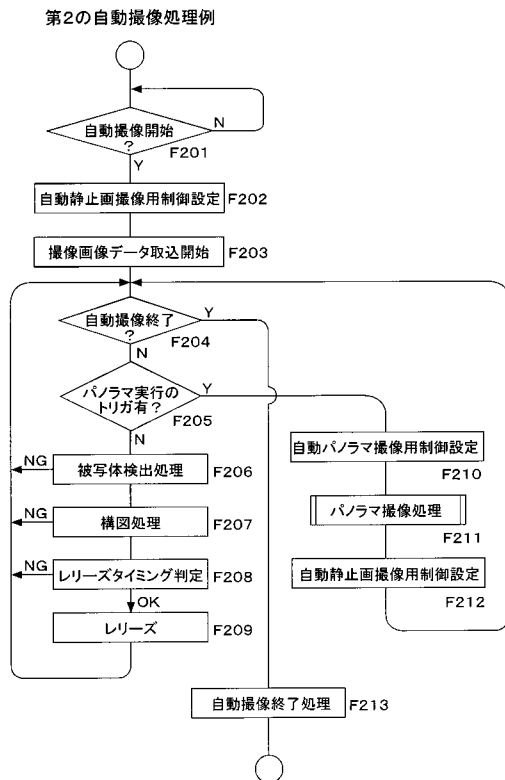 第2の自動撮像処理例
自動撮像開始
?
N
F201
Y
自動静止画撮像用制御設定
F202
撮像画像データ取込開始
F203
自動撮像終了
?
Y
F204
N
パノラマ実行の
トリガ有?
Y
F205
N
NG
被写体検出処理
F206
NG
構図処理
F207
NG
レリーズタイミング判定
F208
OK
レリーズ
F209
自動パノラマ撮像用制御設定
F210
パノラマ撮像処理
F211
自動静止画撮像用制御設定
F212
自動撮像終了処理
F213